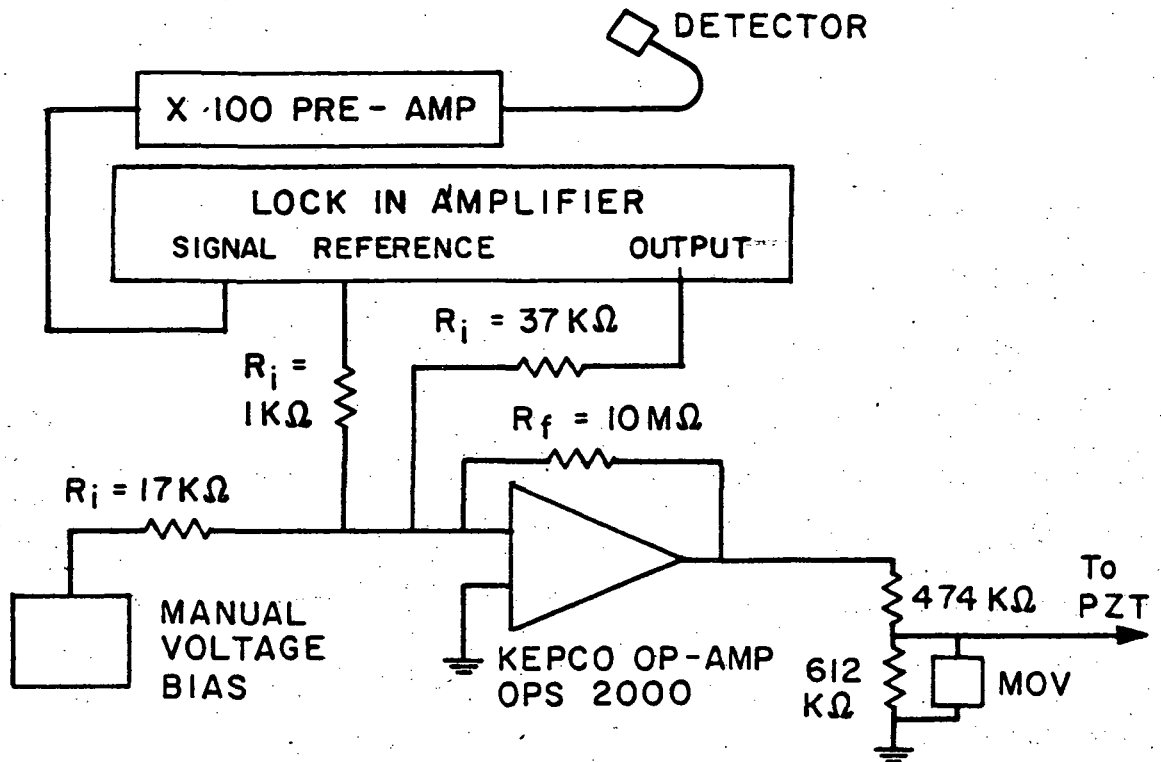 DETECTOR
X 100 PRE-AMP
LOCK IN AMPLIFIER
SIGNAL REFERENCE OUTPUT
Ri = 37 KΩ
Ri =
1KΩ
Rf = 10MΩ
Ri = 17KΩ
MANUAL
VOLTAGE
BIAS
KEPCO OP-AMP
OPS 2000
474 KΩ
To
PZT
612
KΩ
MOV